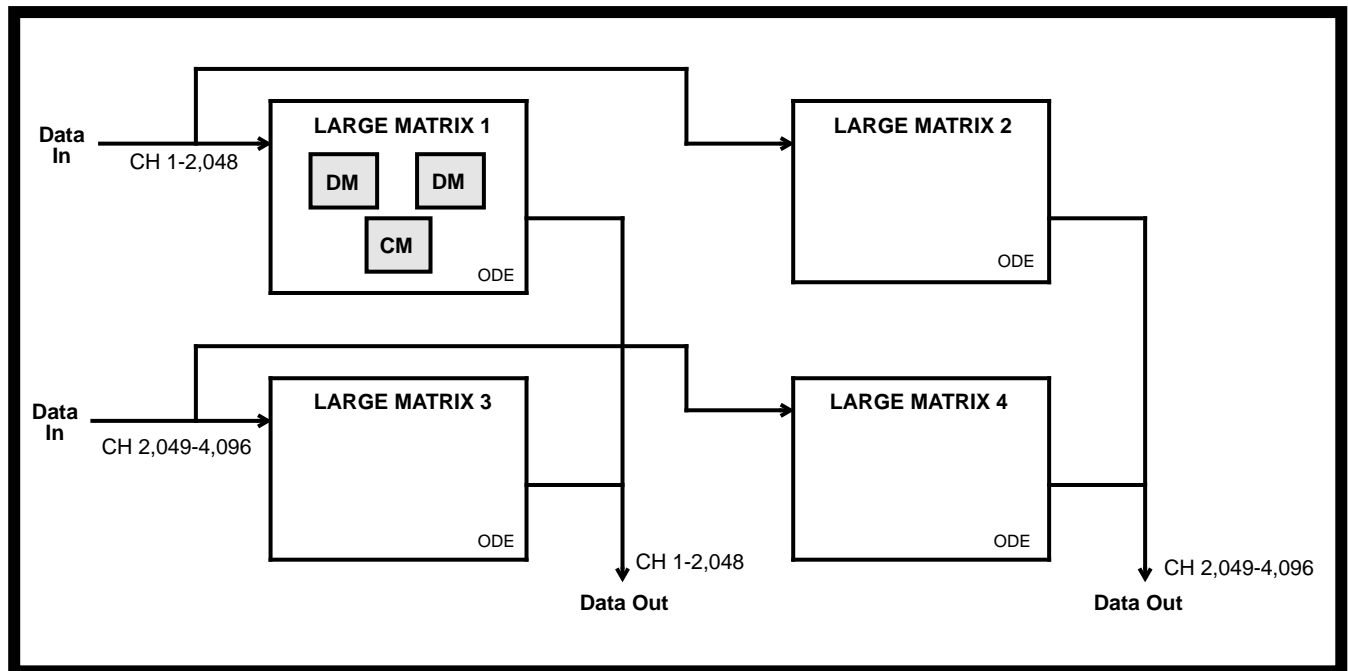 LARGE MATRIX 1
LARGE MATRIX 2
Data
In
CH 1-2,048
DM
DM
CM
ODE
ODE
LARGE MATRIX 3
LARGE MATRIX 4
Data
In
CH 2,049-4,096
ODE
ODE
CH 1-2,048
CH 2,049-4,096
Data Out
Data Out